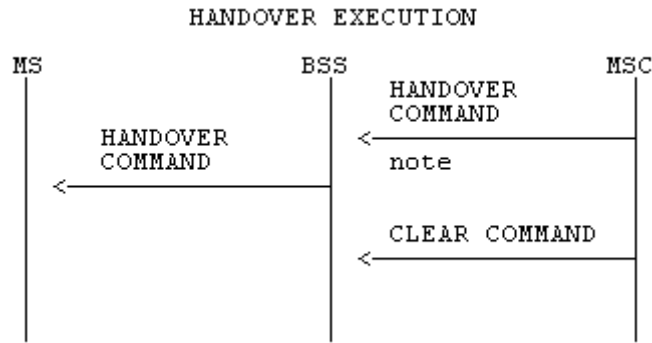 HANDOVER EXECUTION
MS BSS MSC
HANDOVER
COMMAND
HANDOVER
COMMAND
note
CLEAR COMMAND